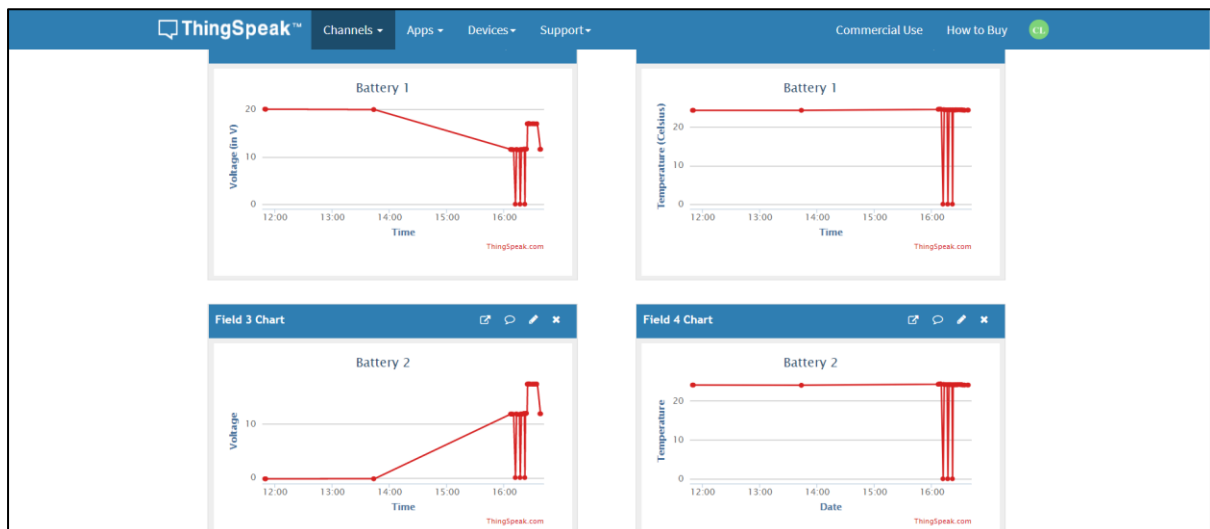 ThingSpeak™ Channels Apps Devices Support Commercial Use How to Buy CL
Battery 1
Voltage (in V)
20
10
0
12:00 13:00 14:00 15:00 16:00
Time
ThingSpeak.com
Battery 1
Temperature (Celsius)
20
10
0
12:00 13:00 14:00 15:00 16:00
Time
ThingSpeak.com
Field 3 Chart
Battery 2
Voltage
10
0
12:00 13:00 14:00 15:00 16:00
Time
ThingSpeak.com
Field 4 Chart
Battery 2
Temperature
20
10
0
12:00 13:00 14:00 15:00 16:00
Date
ThingSpeak.com